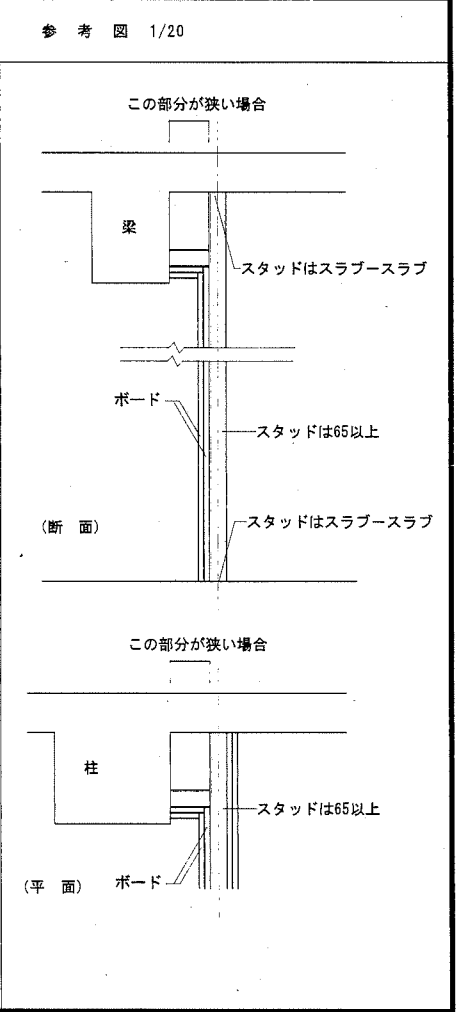 参 考 図 1/20
この部分が狭い場合
梁
スタッドはスラブースラブ
ボード
スタッドは65以上
(断 面)
スタッドはスラブースラブ
この部分が狭い場合
柱
スタッドは65以上
(平 面)
ボード